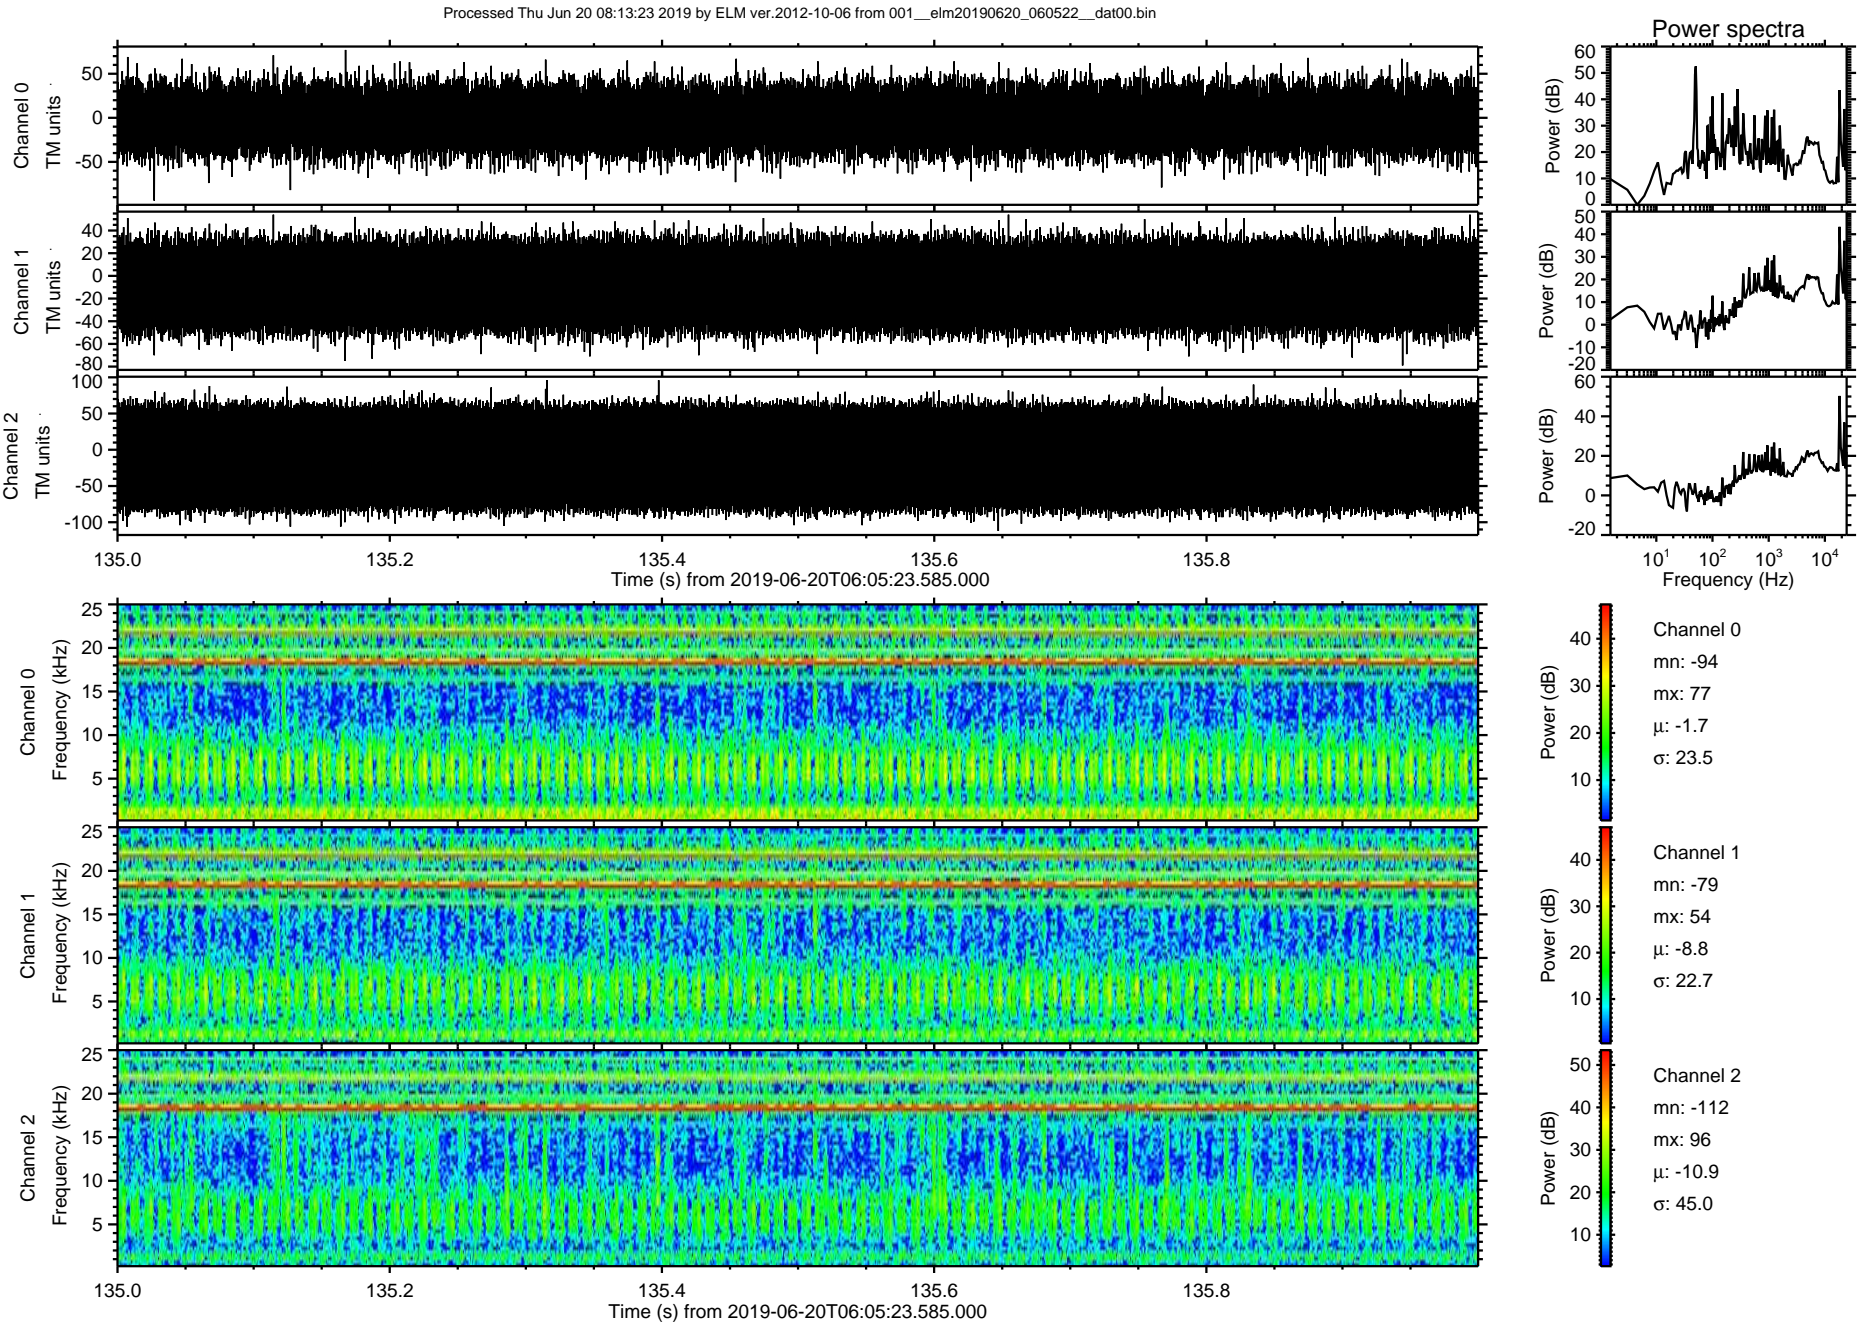 Processed Thu Jun 20 08:13:23 2019 by ELM ver.2012-10-06 from 001__elm20190620_060522__dat00.bin
Power spectra
Channel 0
TM units
50
0
-50
Power (dB)
60
50
40
30
20
10
0
Channel 1
TM units
40
20
0
-20
-40
-60
-80
Power (dB)
50
40
30
20
10
0
-10
-20
Channel 2
TM units
100
50
0
-50
-100
Power (dB)
60
40
20
0
-20
135.0 135.2 135.4 135.6 135.8
Time (s) from 2019-06-20T06:05:23.585.000
10¹ 10² 10³ 10⁴
Frequency (Hz)
Channel 0
Frequency (kHz)
25
20
15
10
5
Power (dB)
40
30
20
10
Channel 0
mn: -94
mx: 77
μ: -1.7
σ: 23.5
Channel 1
Frequency (kHz)
25
20
15
10
5
Power (dB)
40
30
20
10
Channel 1
mn: -79
mx: 54
μ: -8.8
σ: 22.7
Channel 2
Frequency (kHz)
25
20
15
10
5
Power (dB)
50
40
30
20
10
Channel 2
mn: -112
mx: 96
μ: -10.9
σ: 45.0
135.0 135.2 135.4 135.6 135.8
Time (s) from 2019-06-20T06:05:23.585.000